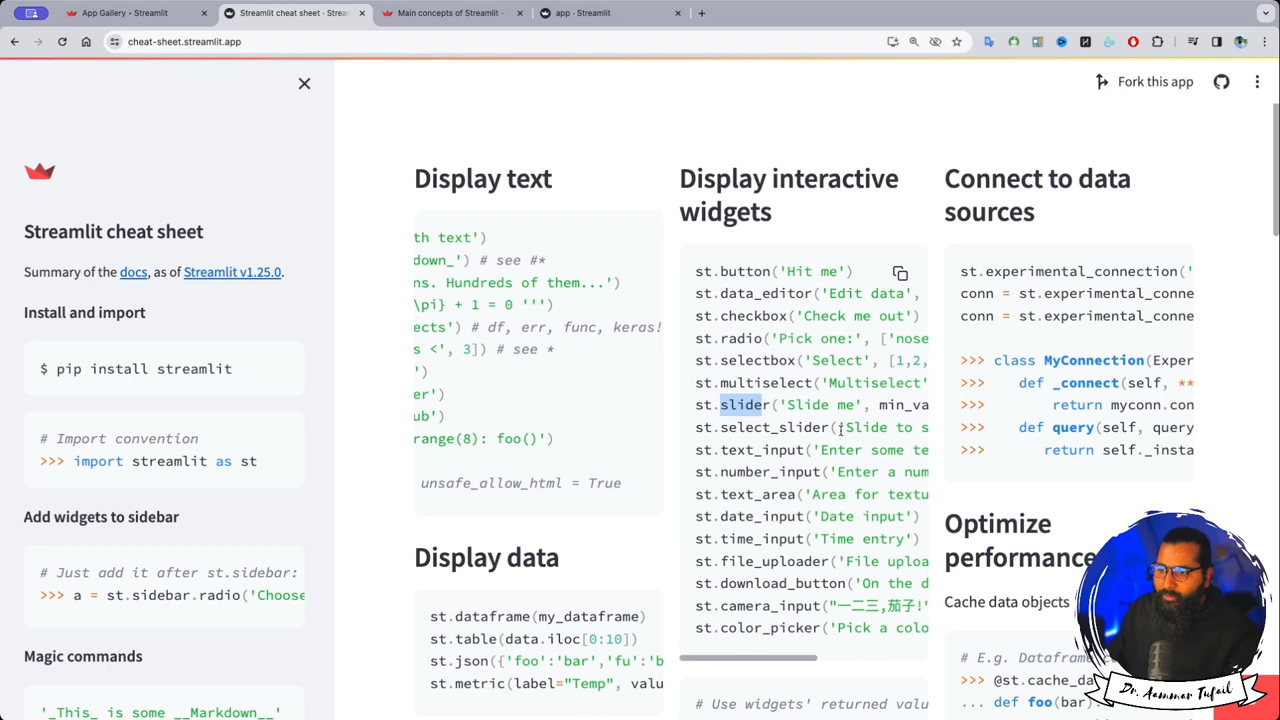 App Gallery • Streamlit
Streamlit cheat sheet · Stream
Main concepts of Streamlit -
app · Streamlit
cheat-sheet.streamlit.app
Fork this app
Streamlit cheat sheet
Summary of the docs, as of Streamlit v1.25.0.
Install and import
$ pip install streamlit
# Import convention
>>> import streamlit as st
Add widgets to sidebar
# Just add it after st.sidebar:
>>> a = st.sidebar.radio('Choose
Magic commands
'_This_ is some __Markdown__'
Display text
th text')
down_') # see #*
ns. Hundreds of them...')
\pi} + 1 = 0 ''')
ects') # df, err, func, keras!
s <', 3]) # see *
')
er')
ub')
range(8): foo()')
unsafe_allow_html = True
Display data
st.dataframe(my_dataframe)
st.table(data.iloc[0:10])
st.json({'foo':'bar','fu':'b
st.metric(label="Temp", valu
Display interactive
widgets
st.button('Hit me')
st.data_editor('Edit data',
st.checkbox('Check me out')
st.radio('Pick one:', ['nose
st.selectbox('Select', [1,2,
st.multiselect('Multiselect'
st.slider('Slide me', min_va
st.select_slider('Slide to s
st.text_input('Enter some te
st.number_input('Enter a num
st.text_area('Area for textu
st.date_input('Date input')
st.time_input('Time entry')
st.file_uploader('File uploa
st.download_button('On the d
st.camera_input("一二三,茄子!"
st.color_picker('Pick a colo
# Use widgets' returned valu
Connect to data
sources
st.experimental_connection('
conn = st.experimental_conne
conn = st.experimental_conne
>>> class MyConnection(Exper
>>> def _connect(self, **
>>> return myconn.con
>>> def query(self, query
>>> return self._insta
Optimize
performance
Cache data objects
# E.g. Dataframe c
>>> @st.cache_da
... def foo(bar).
Dr. Aammar Tufail